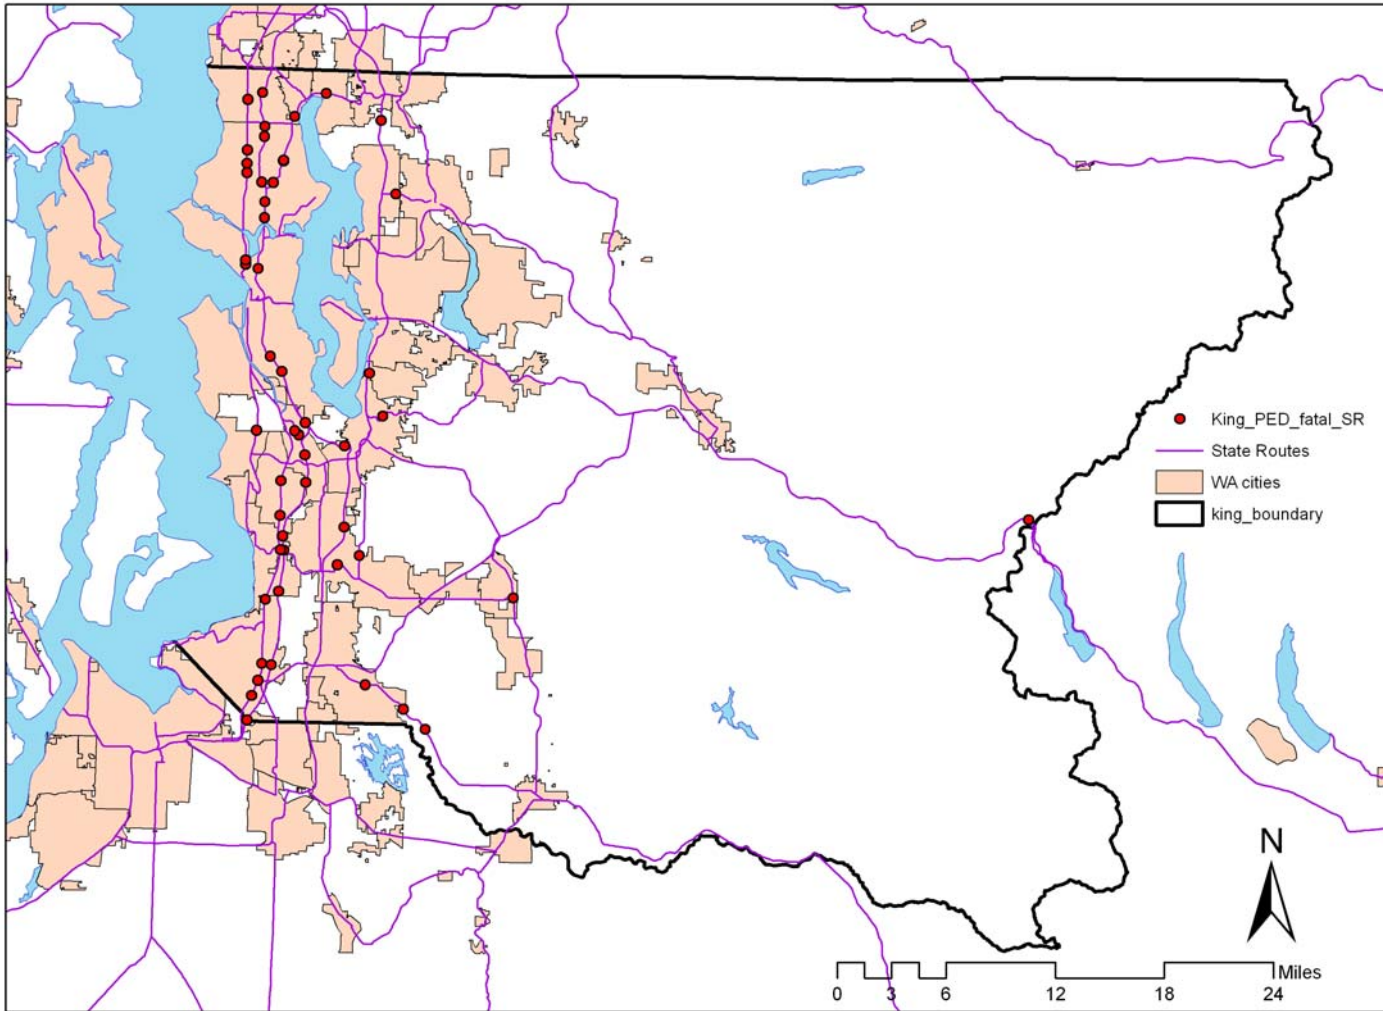 King_PED_fatal_SR
State Routes
WA cities
king_boundary
N
Miles
0 3 6 12 18 24